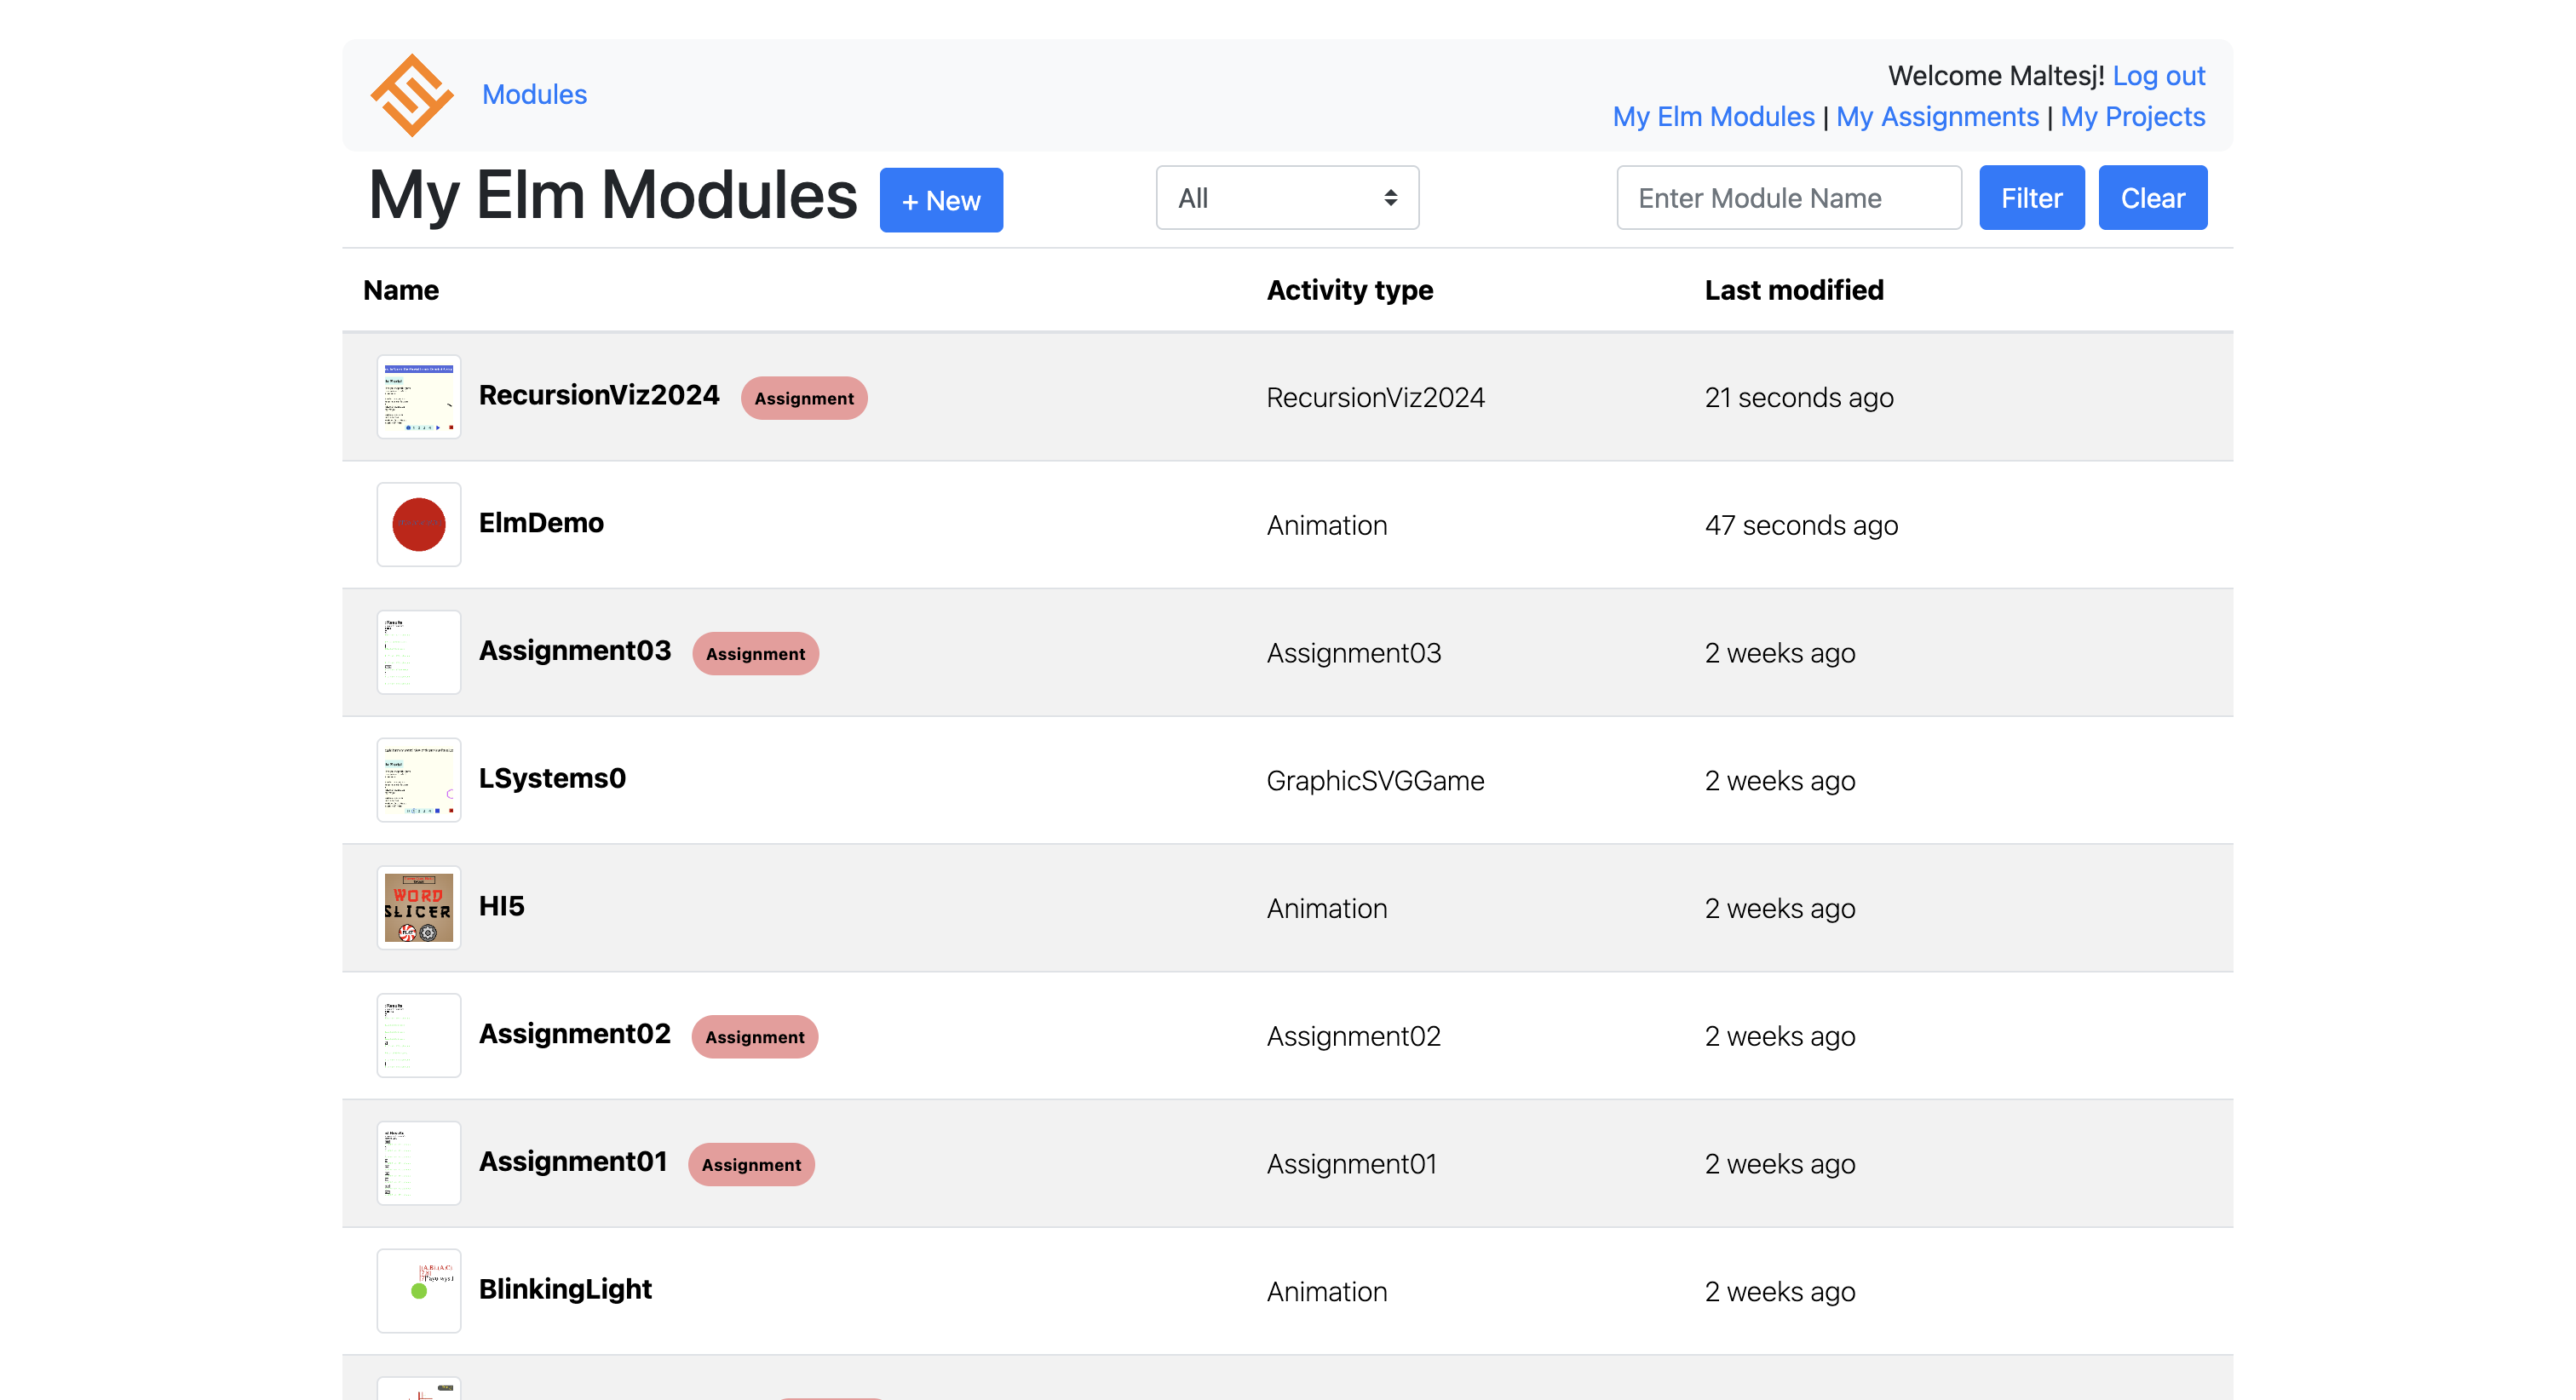 Modules
Welcome Maltesj! Log out
My Elm Modules | My Assignments | My Projects
My Elm Modules + New All Enter Module Name Filter Clear
Name Activity type Last modified
RecursionViz2024 Assignment RecursionViz2024 21 seconds ago
ElmDemo Animation 47 seconds ago
Assignment03 Assignment Assignment03 2 weeks ago
LSystems0 GraphicSVGGame 2 weeks ago
WORD
SLICER
HI5 Animation 2 weeks ago
Assignment02 Assignment Assignment02 2 weeks ago
Assignment01 Assignment Assignment01 2 weeks ago
BlinkingLight Animation 2 weeks ago